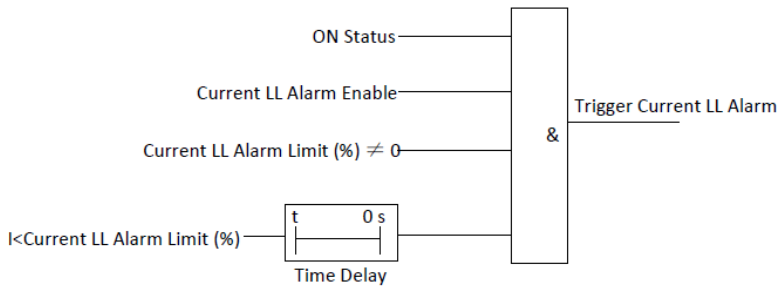 ON Status
Current LL Alarm Enable
Trigger Current LL Alarm
&
Current LL Alarm Limit (%) ≠ 0
t 0 s
I<Current LL Alarm Limit (%)
Time Delay